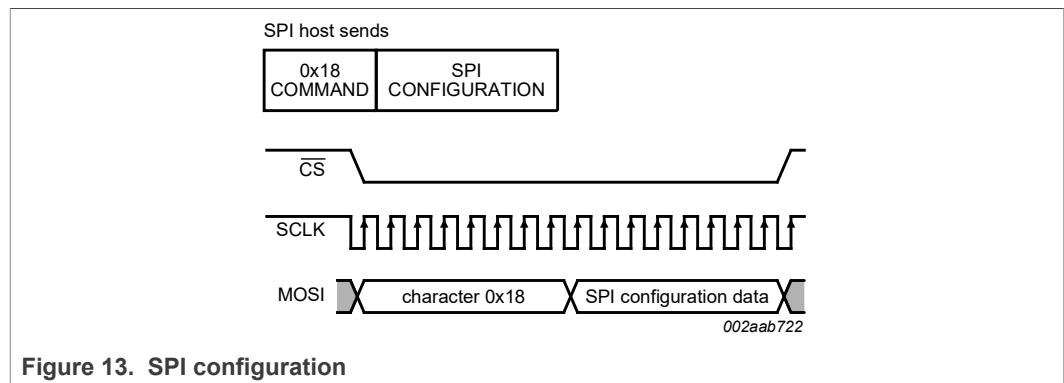 SPI host sends
0x18
COMMAND
SPI
CONFIGURATION
CS
SCLK
MOSI
character 0x18
SPI configuration data
002aab722
Figure 13. SPI configuration